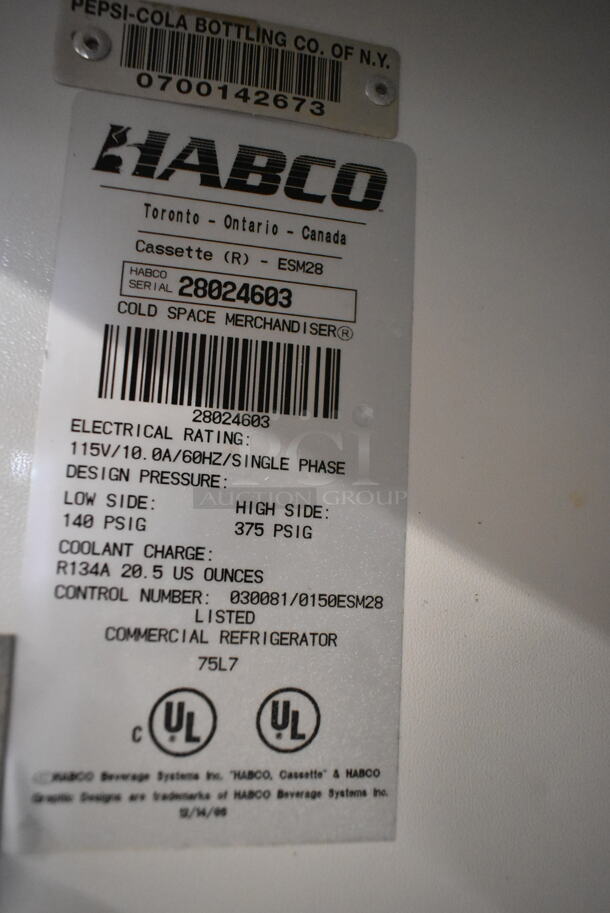 PEPSI-COLA BOTTLING CO. OF N.Y.
0700142673
HABCO
Toronto - Ontario - Canada
Cassette (R) - ESM28
HABCO SERIAL 28024603
COLD SPACE MERCHANDISER®
28024603
ELECTRICAL RATING:
115V/10.0A/60HZ/SINGLE PHASE
DESIGN PRESSURE:
LOW SIDE: HIGH SIDE:
140 PSIG 375 PSIG
COOLANT CHARGE:
R134A 20.5 US OUNCES
CONTROL NUMBER: 030081/0150ESM28
LISTED
COMMERCIAL REFRIGERATOR
75L7
C UL UL
HABCO Beverage Systems Inc. "HABCO, Cassette" & HABCO
Graphic Designs are trademarks of HABCO Beverage Systems Inc.
PCI
AUCTION GROUP